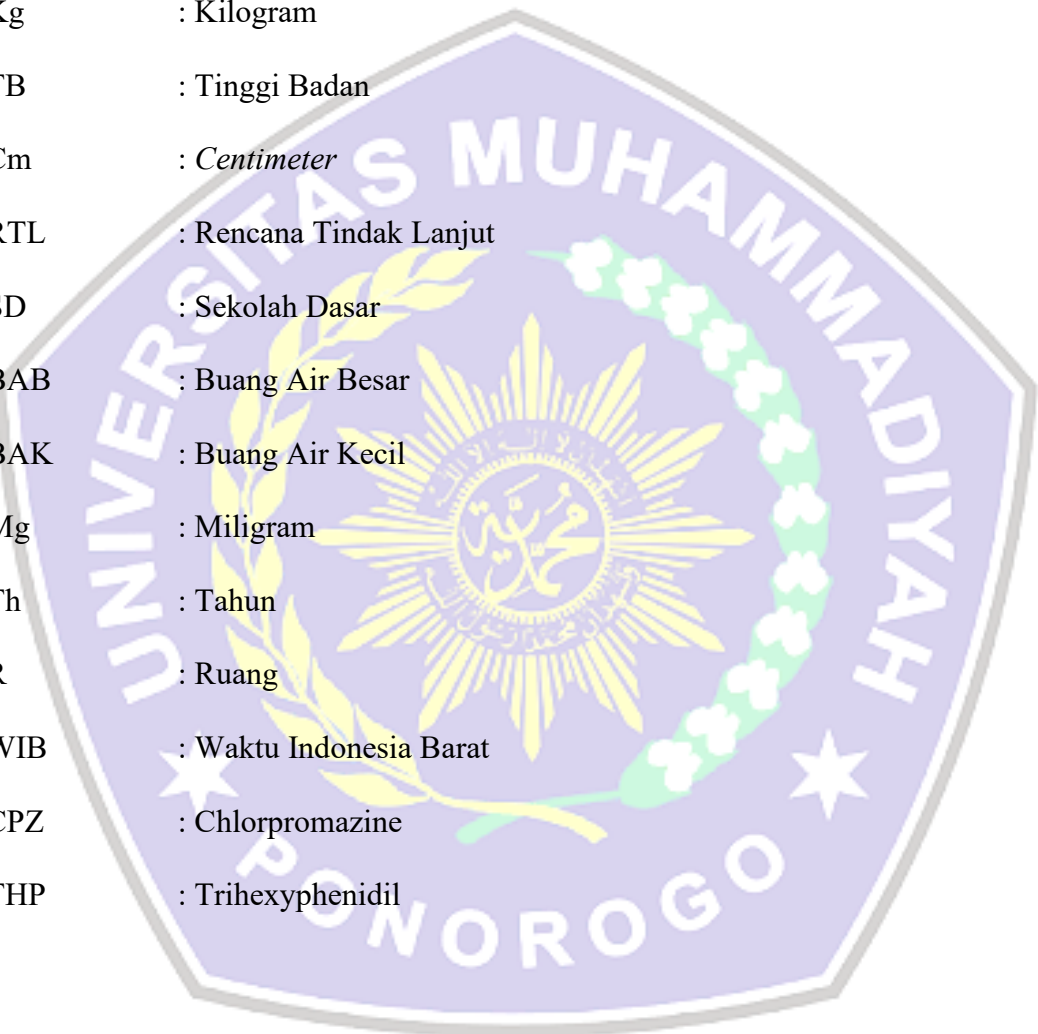 Kg : Kilogram
TB : Tinggi Badan
Cm : Centimeter
RTL : Rencana Tindak Lanjut
SD : Sekolah Dasar
BAB : Buang Air Besar
BAK : Buang Air Kecil
Mg : Miligram
Th : Tahun
R : Ruang
WIB : Waktu Indonesia Barat
CPZ : Chlorpromazine
THP : Trihexyphenidil
UNIVERSITAS MUHAMMADIYAH
PONOROGO
محمدية